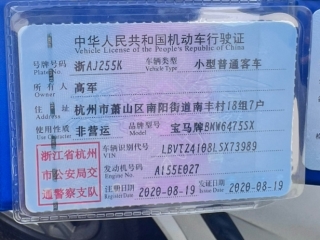 中华人民共和国机动车行驶证
Vehicle License of the People's Republic of China
号牌号码 浙AJ255K 车辆类型 小型普通客车
Plate No. Vehicle Type
所有人 高军
Owner
住址 杭州市萧山区南阳街道南丰村18组7户
Address
使用性质 非营运 品牌型号 宝马牌BMW6475SX
Use Character Model
浙江省杭州市公安局交通警察支队
车辆识别代号 LBVTZ4108LSX73989
VIN
发动机号码 A155E027
Engine No.
注册日期 2020-08-19 发证日期 2020-08-19
Register Date Issue Date